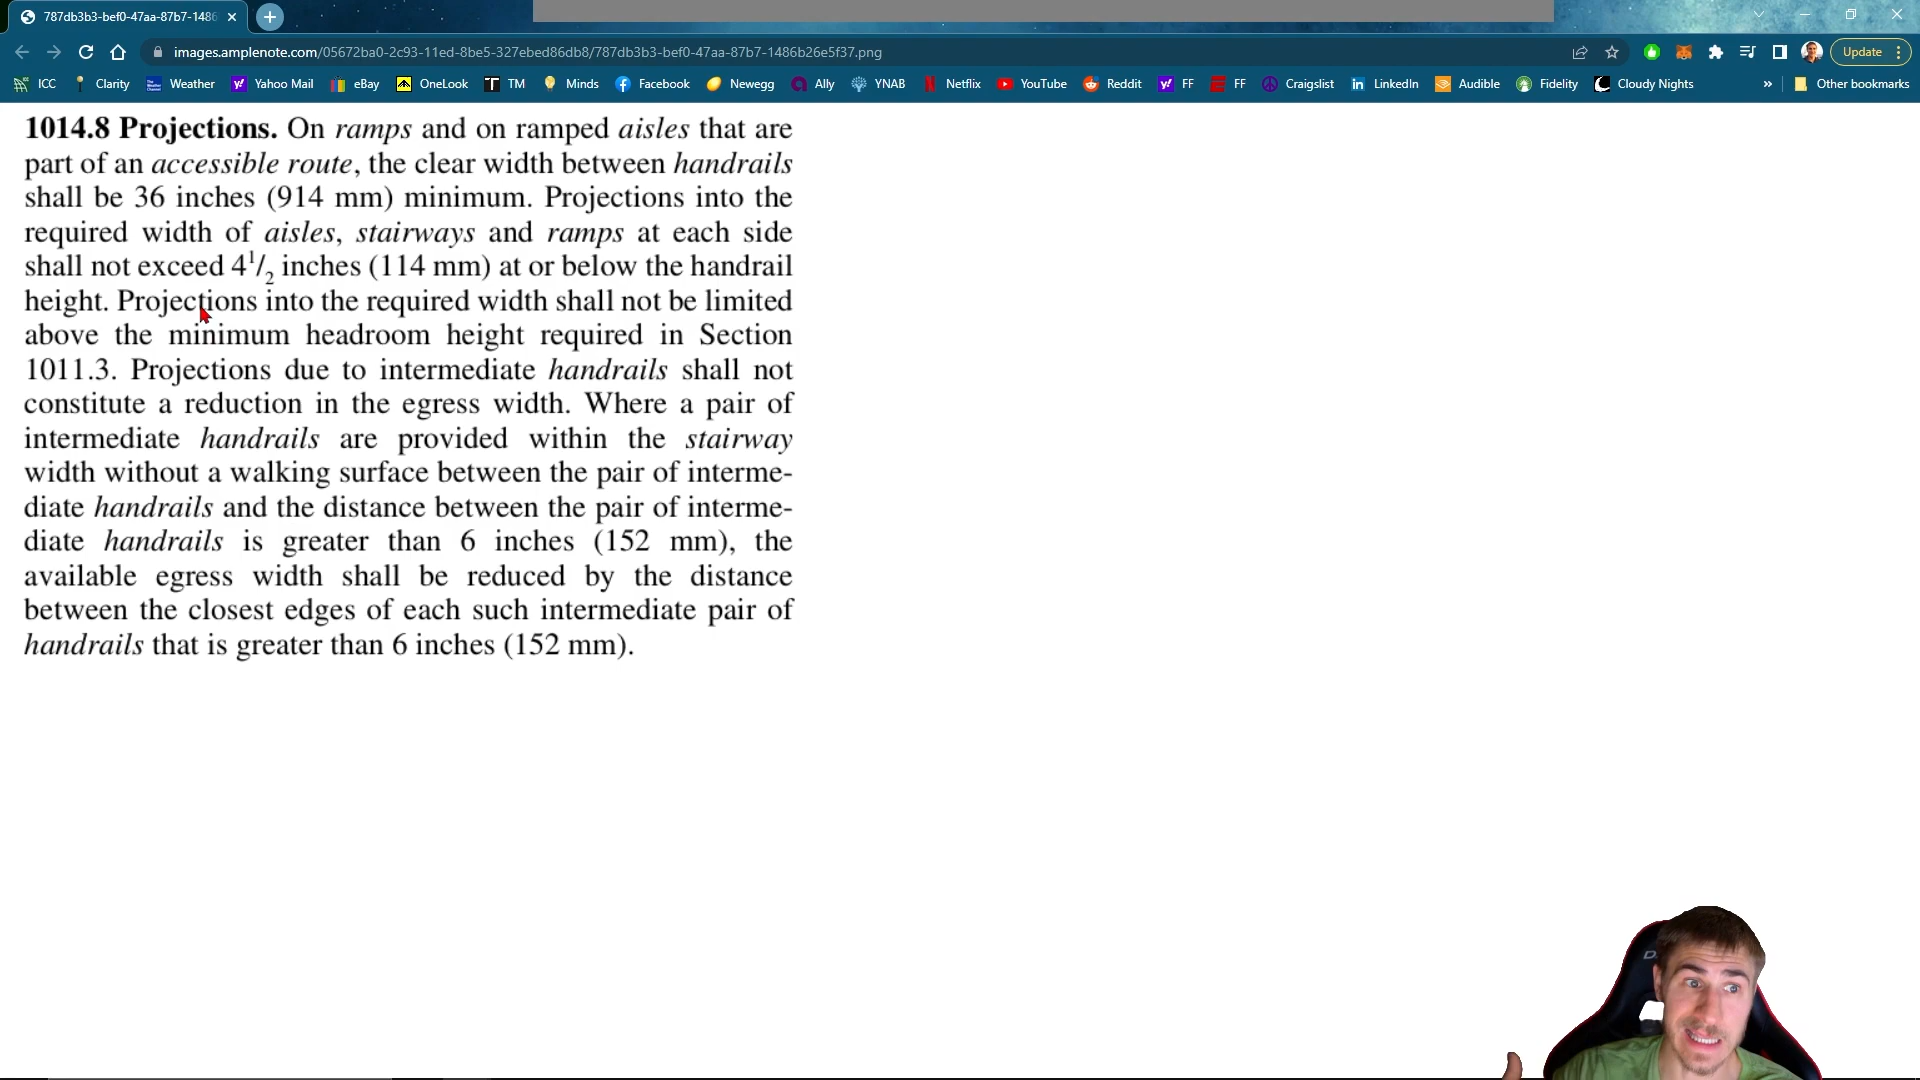 787db3b3-bef0-47aa-87b7-1486
images.amplenote.com/05672ba0-2c93-11ed-8be5-327ebed86db8/787db3b3-bef0-47aa-87b7-1486b26e5f37.png
Update
ICC Clarity Weather Yahoo Mail eBay OneLook TM Minds Facebook Newegg Ally YNAB Netflix YouTube Reddit FF FF Craigslist LinkedIn Audible Fidelity Cloudy Nights » Other bookmarks
1014.8 Projections. On ramps and on ramped aisles that are
part of an accessible route, the clear width between handrails
shall be 36 inches (914 mm) minimum. Projections into the
required width of aisles, stairways and ramps at each side
shall not exceed 4 1/2 inches (114 mm) at or below the handrail
height. Projections into the required width shall not be limited
above the minimum headroom height required in Section
1011.3. Projections due to intermediate handrails shall not
constitute a reduction in the egress width. Where a pair of
intermediate handrails are provided within the stairway
width without a walking surface between the pair of interme-
diate handrails and the distance between the pair of interme-
diate handrails is greater than 6 inches (152 mm), the
available egress width shall be reduced by the distance
between the closest edges of each such intermediate pair of
handrails that is greater than 6 inches (152 mm).